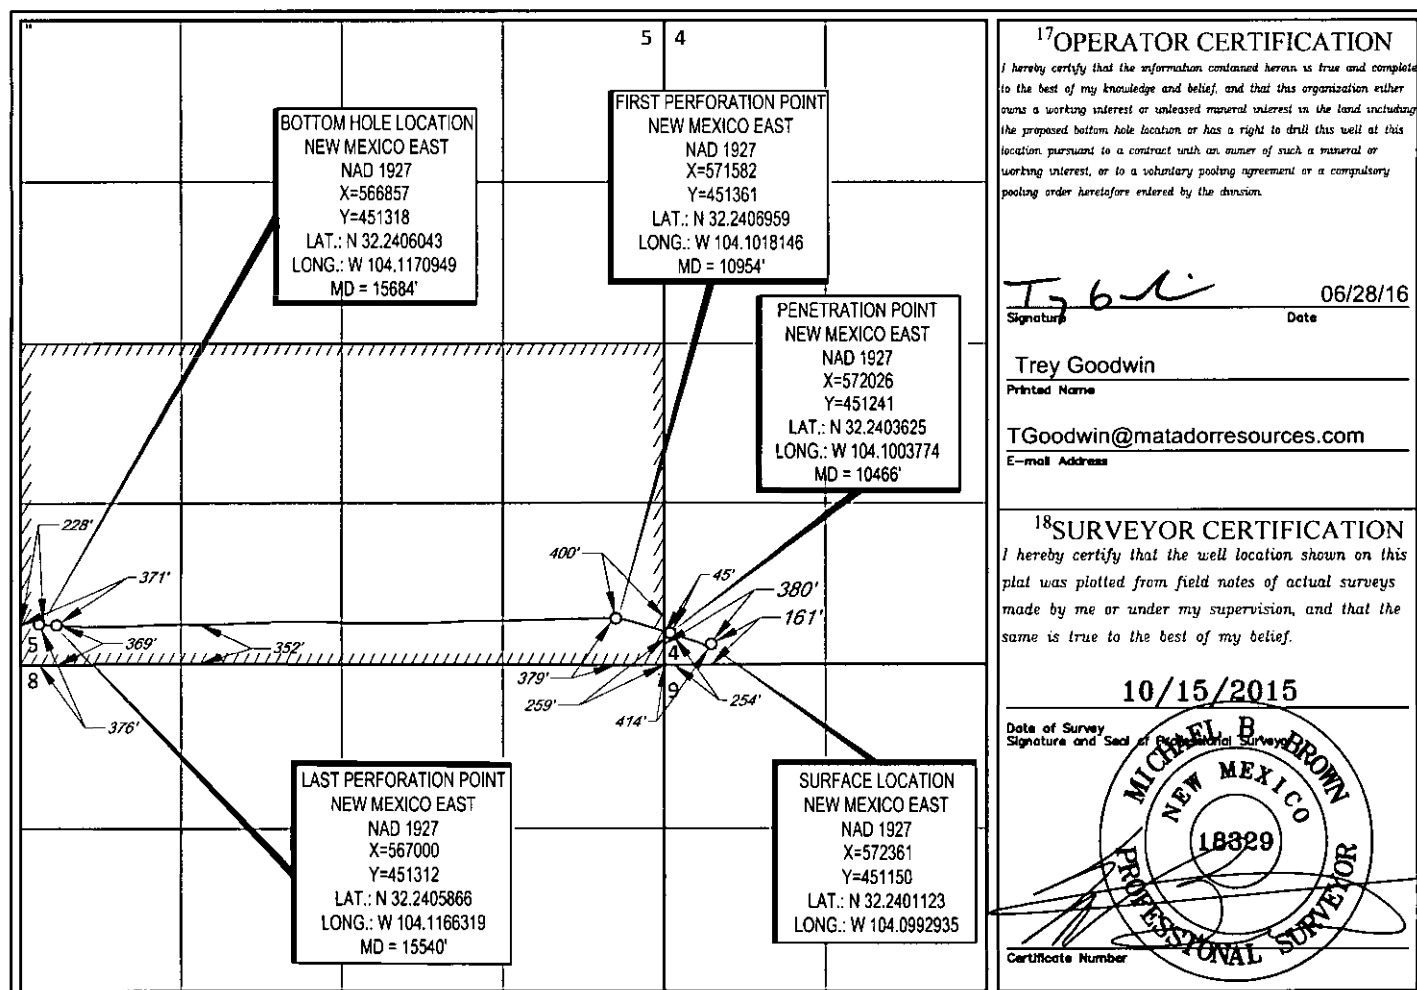 "
5 4
BOTTOM HOLE LOCATION
NEW MEXICO EAST
NAD 1927
X=566857
Y=451318
LAT.: N 32.2406043
LONG.: W 104.1170949
MD = 15684'
FIRST PERFORATION POINT
NEW MEXICO EAST
NAD 1927
X=571582
Y=451361
LAT.: N 32.2406959
LONG.: W 104.1018146
MD = 10954'
PENETRATION POINT
NEW MEXICO EAST
NAD 1927
X=572026
Y=451241
LAT.: N 32.2403625
LONG.: W 104.1003774
MD = 10466'
228'
371'
369'
352'
376'
5
8
400'
45'
380'
161'
379'
259'
414'
254'
4
9
LAST PERFORATION POINT
NEW MEXICO EAST
NAD 1927
X=567000
Y=451312
LAT.: N 32.2405866
LONG.: W 104.1166319
MD = 15540'
SURFACE LOCATION
NEW MEXICO EAST
NAD 1927
X=572361
Y=451150
LAT.: N 32.2401123
LONG.: W 104.0992935
17OPERATOR CERTIFICATION
I hereby certify that the information contained herein is true and complete
to the best of my knowledge and belief, and that this organization either
owns a working interest or unleased mineral interest in the land including
the proposed bottom hole location or has a right to drill this well at this
location pursuant to a contract with an owner of such a mineral or
working interest, or to a voluntary pooling agreement or a compulsory
pooling order heretofore entered by the division.
06/28/16
Signature Date
Trey Goodwin
Printed Name
TGoodwin@matadorresources.com
E-mail Address
18SURVEYOR CERTIFICATION
I hereby certify that the well location shown on this
plat was plotted from field notes of actual surveys
made by me or under my supervision, and that the
same is true to the best of my belief.
10/15/2015
Date of Survey
Signature and Seal of Professional Surveyor
MICHAEL B. BROWN
NEW MEXICO
18329
PROFESSIONAL SURVEYOR
Certificate Number